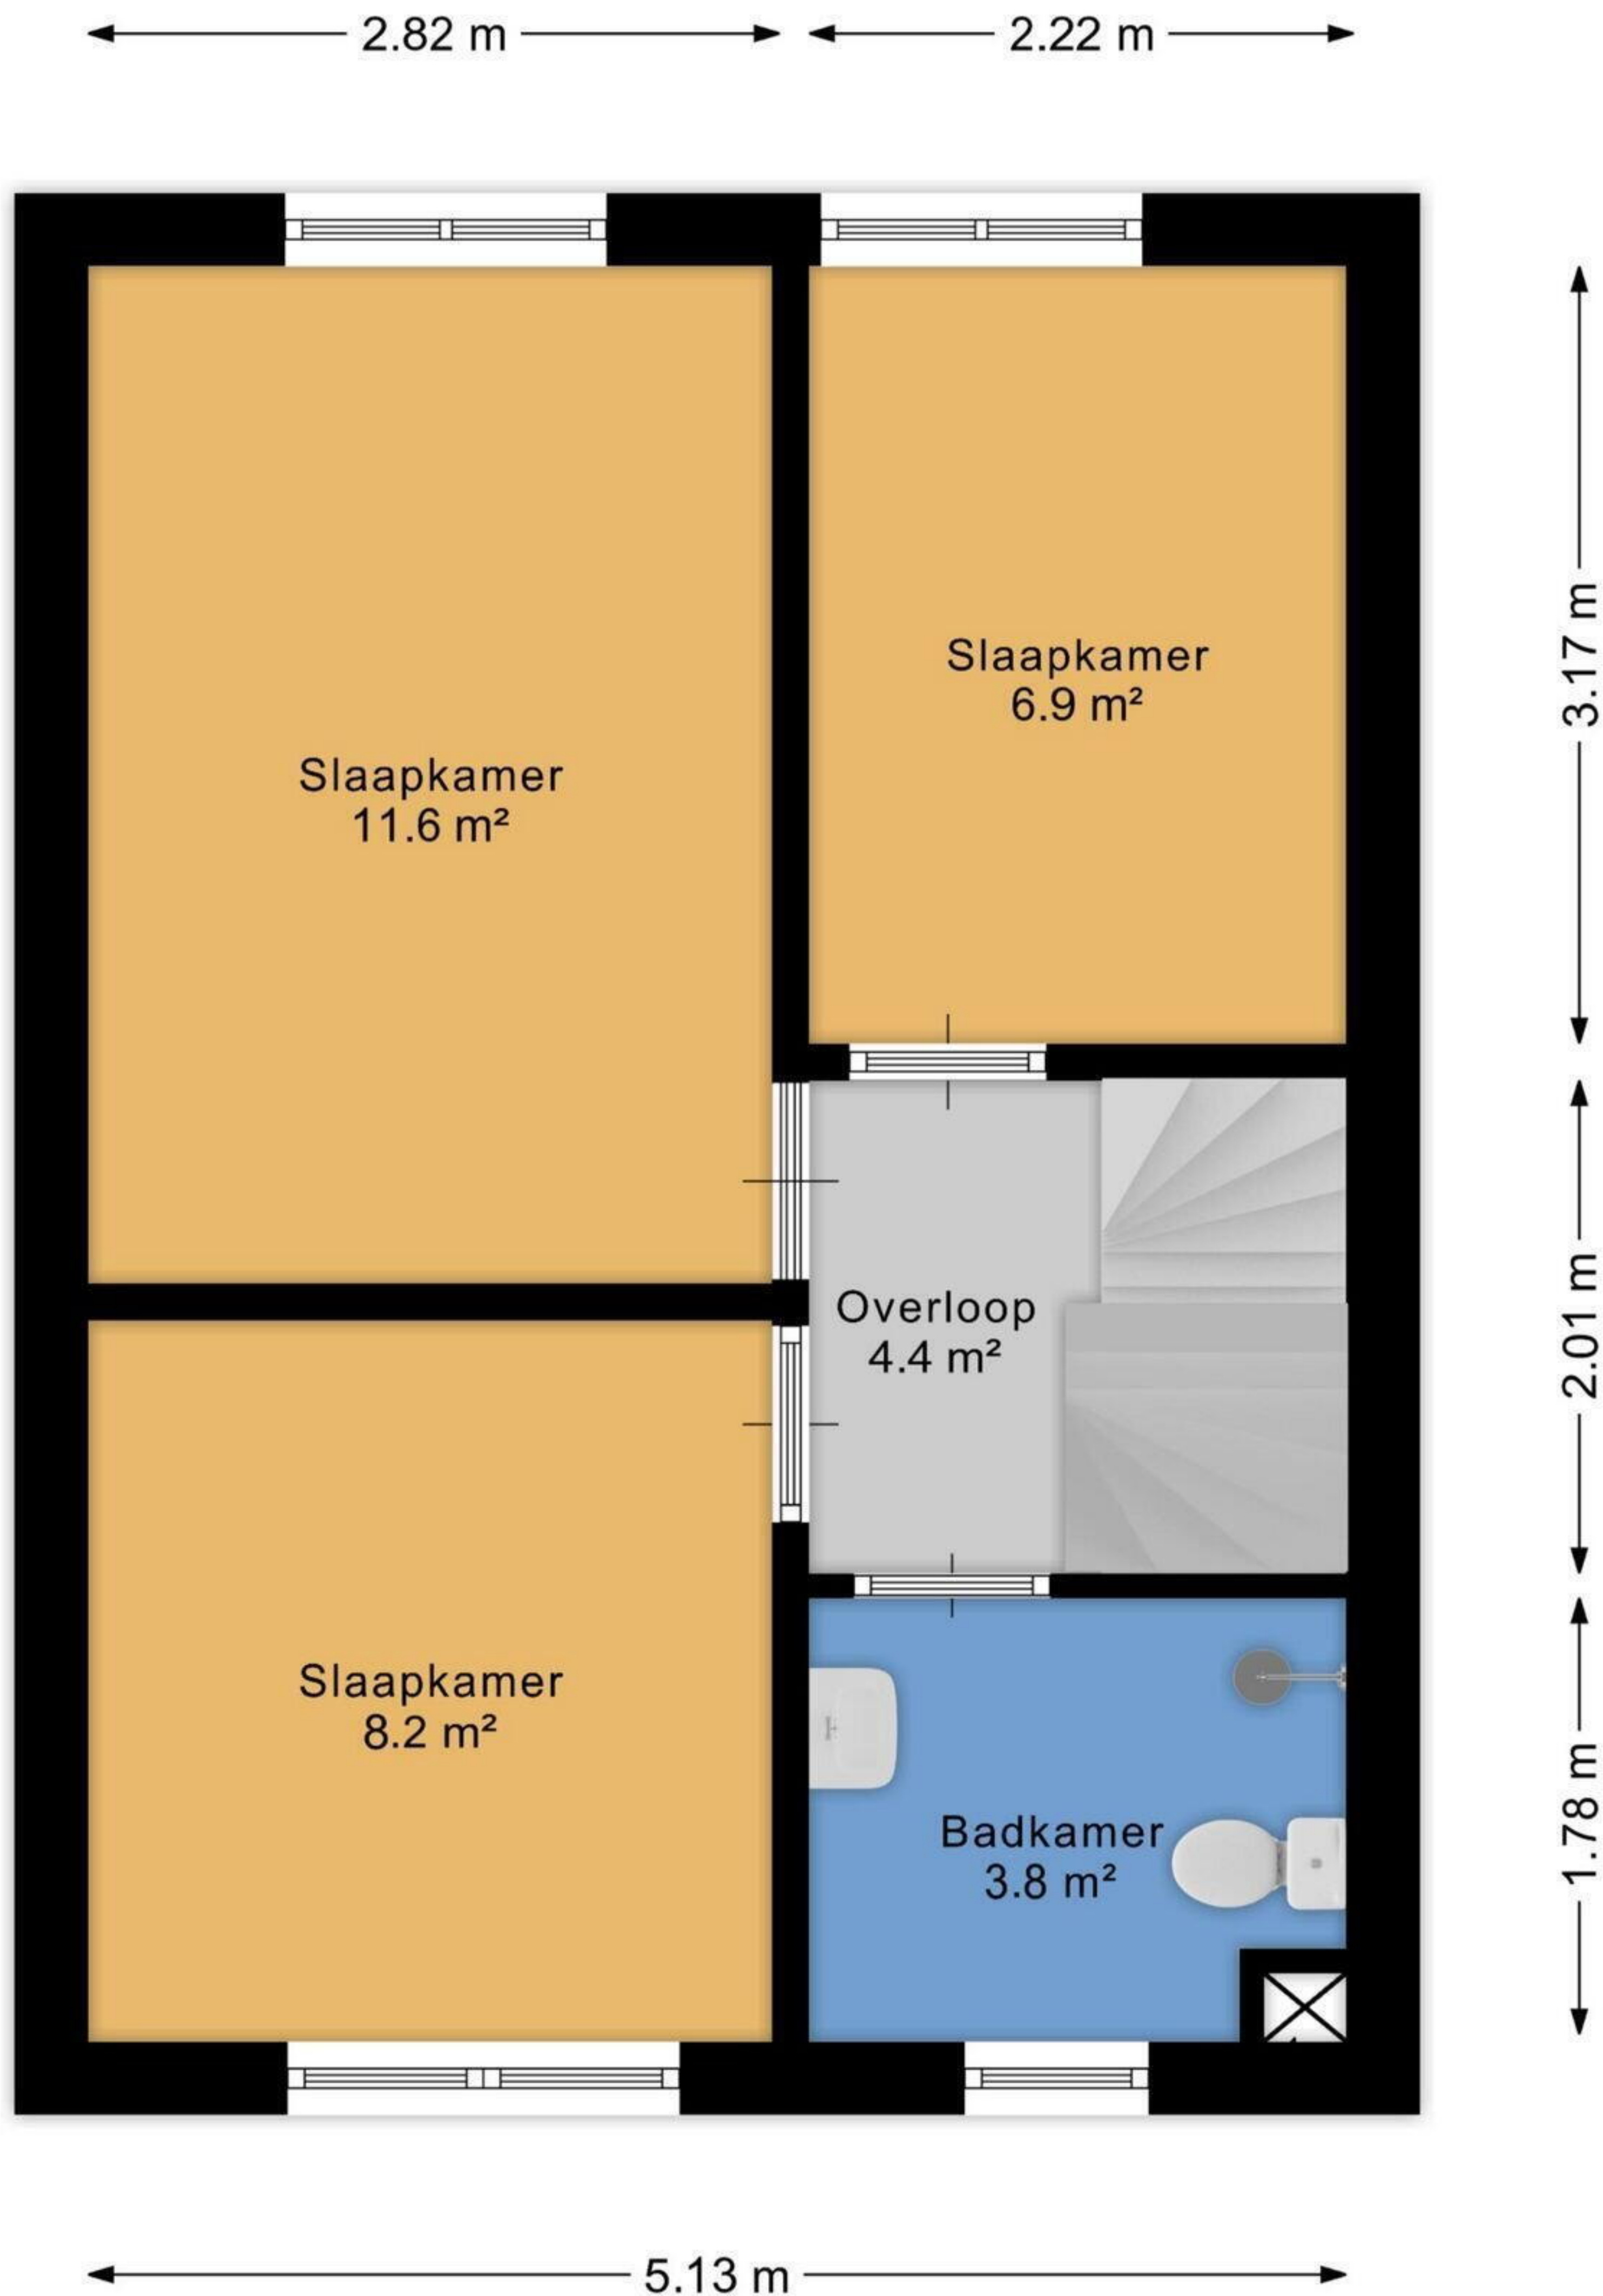 2.82 m
2.22 m
Slaapkamer
6.9 m²
3.17 m
Slaapkamer
11.6 m²
Overloop
4.4 m²
2.01 m
Slaapkamer
8.2 m²
Badkamer
3.8 m²
1.78 m
5.13 m